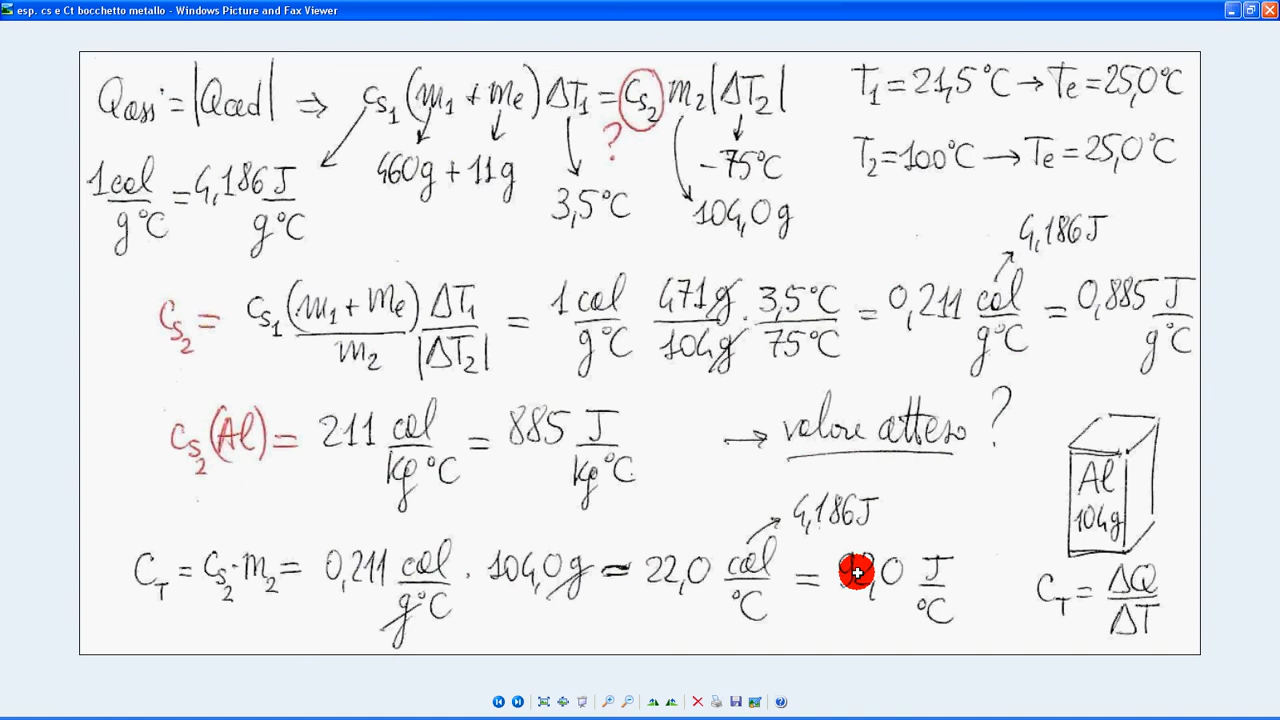 esp. cs e Ct bocchetto metallo - Windows Picture and Fax Viewer
Qass = |Qced| ⇒ cs₁ (m₁ + me) ΔT₁ = cs₂ m₂ |ΔT₂|
T₁ = 21,5°C → Te = 25,0°C
?
T₂ = 100°C → Te = 25,0°C
1 cal/g°C = 4,186 J/g°C
460g + 11g
3,5°C
-75°C
104,0g
4,186J
cs₂ = cs₁ (m₁ + me)/m₂ ΔT₁/|ΔT₂| = 1 cal/g°C 471g/104g · 3,5°C/75°C = 0,211 cal/g°C = 0,885 J/g°C
cs₂(Al) = 211 cal/kg°C = 885 J/kg°C → valore atteso ?
Al
104g
4,186J
CT = cs₂·m₂ = 0,211 cal/g°C · 104,0g ≃ 22,0 cal/°C = 92,0 J/°C
CT = ΔQ/ΔT